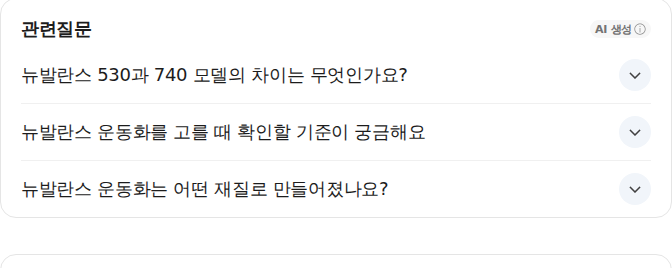 관련질문
AI 생성
뉴발란스 530과 740 모델의 차이는 무엇인가요?
뉴발란스 운동화를 고를 때 확인할 기준이 궁금해요
뉴발란스 운동화는 어떤 재질로 만들어졌나요?